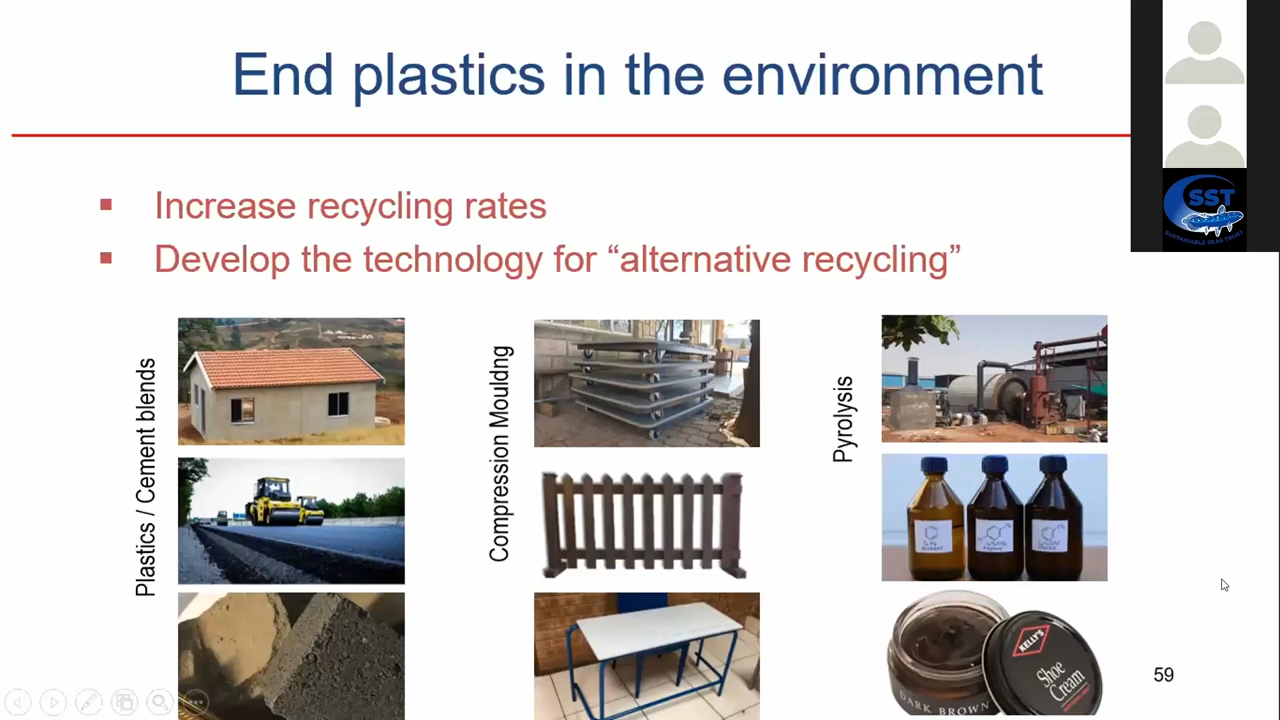 End plastics in the environment
Increase recycling rates
Develop the technology for “alternative recycling”
Plastics / Cement blends
Compression Mouldng
Pyrolysis
KELLY'S
Shoe
Cream
DARK BROWN
59
SST
SUSTAINABLE SEAS TRUST